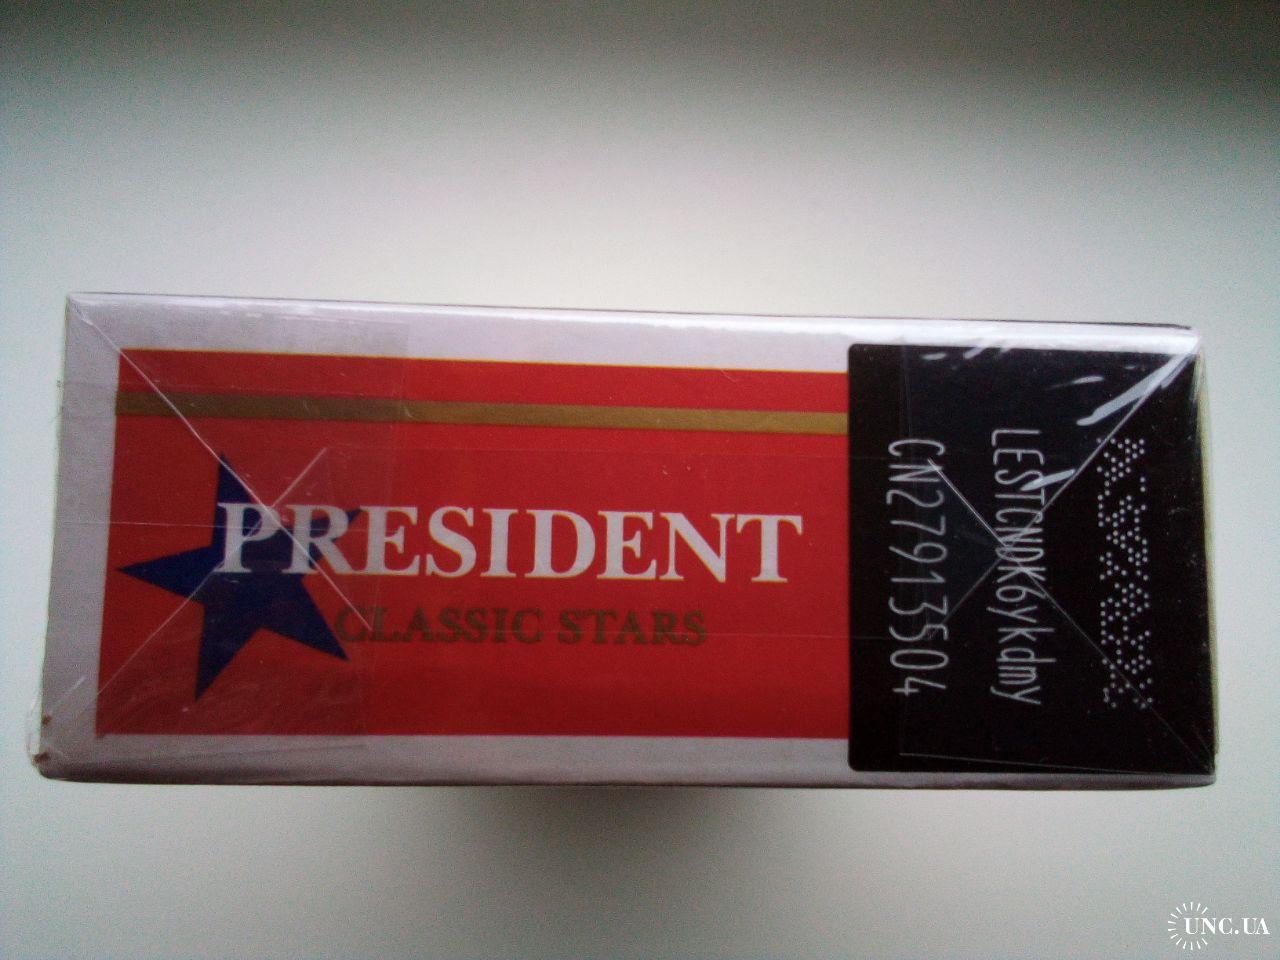 PRESIDENT
CLASSIC STARS
LESTCNDK6ykdmy
CN27913504
UNC.UA